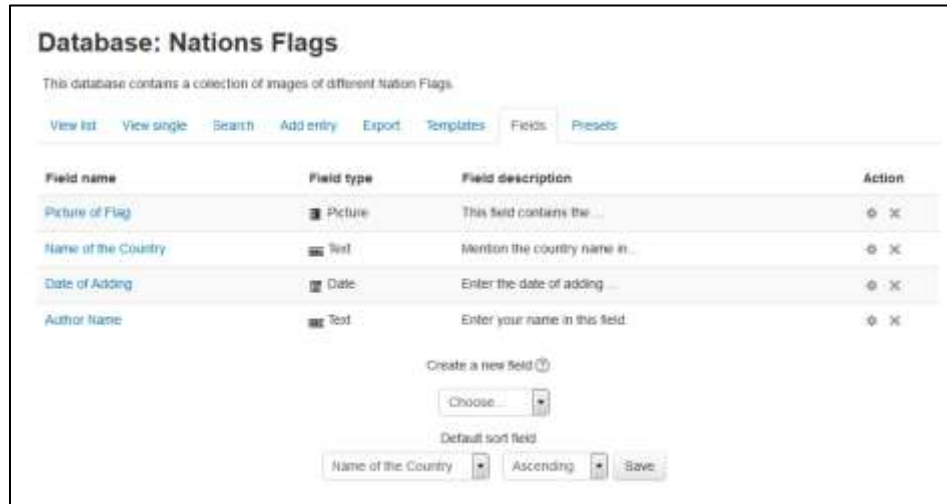 Database: Nations Flags
This database contains a collection of images of different Nation Flags.
View list View single Search Add entry Export Templates Fields Presets
Field name Field type Field description Action
Picture of Flag Picture This field contains the ...
Name of the Country Text Mention the country name in...
Date of Adding Date Enter the date of adding ...
Author Name Text Enter your name in this field.
Create a new field
Choose...
Default sort field
Name of the Country Ascending Save